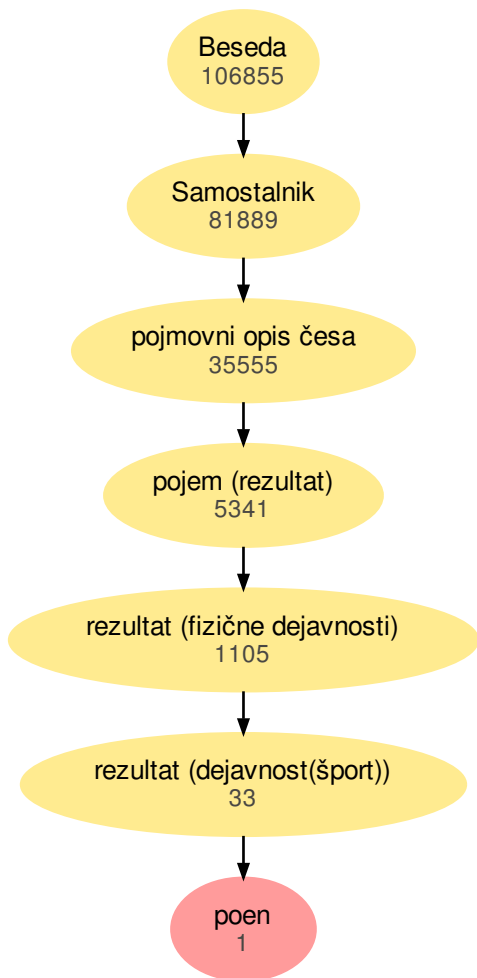 Beseda
106855
Samostalnik
81889
pojmovni opis česa
35555
pojem (rezultat)
5341
rezultat (fizične dejavnosti)
1105
rezultat (dejavnost(šport))
33
poen
1